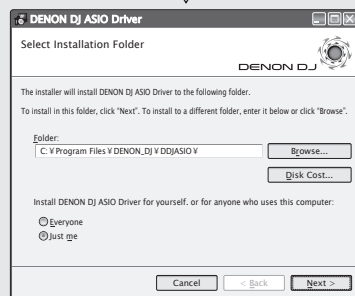 DENON DJ ASIO Driver
Select Installation Folder
DENON DJ
The installer will install DENON DJ ASIO Driver to the following folder.
To install in this folder, click "Next". To install to a different folder, enter it below or click "Browse".
Folder:
C: ¥ Program Files ¥ DENON_DJ ¥ DDJASIO ¥
Browse...
Disk Cost...
Install DENON DJ ASIO Driver for yourself. or for anyone who uses this computer:
Everyone
Just me
Cancel
< Back
Next >